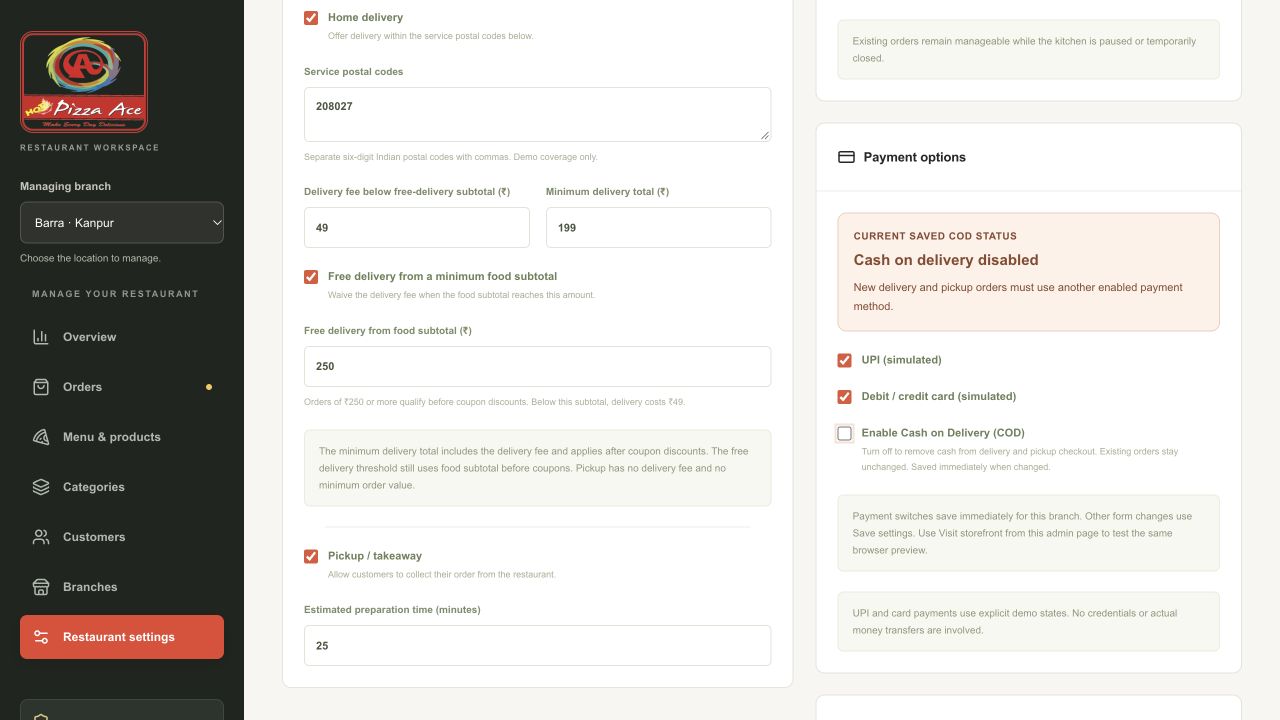 HOT Pizza Ace
Make Every Day Delicious
RESTAURANT WORKSPACE
Managing branch
Barra · Kanpur
Choose the location to manage.
MANAGE YOUR RESTAURANT
Overview
Orders
Menu & products
Categories
Customers
Branches
Restaurant settings
Home delivery
Offer delivery within the service postal codes below.
Service postal codes
208027
Separate six-digit Indian postal codes with commas. Demo coverage only.
Delivery fee below free-delivery subtotal (₹)
49
Minimum delivery total (₹)
199
Free delivery from a minimum food subtotal
Waive the delivery fee when the food subtotal reaches this amount.
Free delivery from food subtotal (₹)
250
Orders of ₹250 or more qualify before coupon discounts. Below this subtotal, delivery costs ₹49.
The minimum delivery total includes the delivery fee and applies after coupon discounts. The free
delivery threshold still uses food subtotal before coupons. Pickup has no delivery fee and no
minimum order value.
Pickup / takeaway
Allow customers to collect their order from the restaurant.
Estimated preparation time (minutes)
25
Existing orders remain manageable while the kitchen is paused or temporarily
closed.
Payment options
CURRENT SAVED COD STATUS
Cash on delivery disabled
New delivery and pickup orders must use another enabled payment
method.
UPI (simulated)
Debit / credit card (simulated)
Enable Cash on Delivery (COD)
Turn off to remove cash from delivery and pickup checkout. Existing orders stay
unchanged. Saved immediately when changed.
Payment switches save immediately for this branch. Other form changes use
Save settings. Use Visit storefront from this admin page to test the same
browser preview.
UPI and card payments use explicit demo states. No credentials or actual
money transfers are involved.